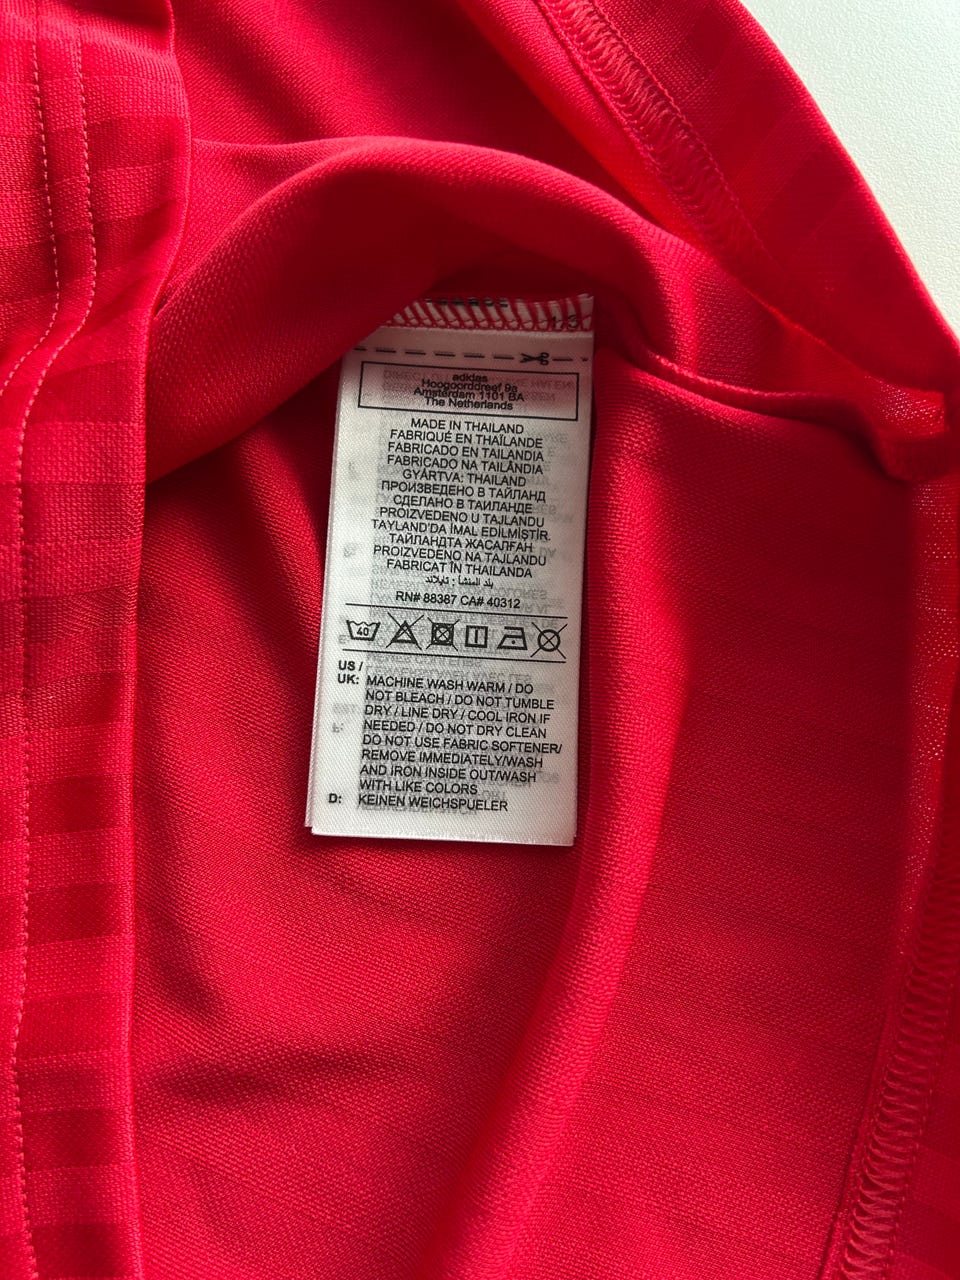 1/3
adidas
Hoogoorddreef 9a
Amsterdam 1101 BA
The Netherlands
MADE IN THAILAND
FABRIQUÉ EN THAÏLANDE
FABRICADO EN TAILANDIA
FABRICADO NA TAILÂNDIA
GYÁRTVA: THAILAND
ПРОИЗВЕДЕНО В ТАЙЛАНД
СДЕЛАНО В ТАИЛАНДЕ
PROIZVEDENO U TAJLANDU
TAYLAND'DA İMAL EDİLMİŞTİR.
ТАЙЛАНДТА ЖАСАЛҒАН
PROIZVEDENO NA TAJLANDU
FABRICAT ÎN THAILANDA
بلد المنشأ : تايلاند
RN# 88387 CA# 40312
40
US /
UK: MACHINE WASH WARM / DO
NOT BLEACH / DO NOT TUMBLE
DRY / LINE DRY / COOL IRON IF
NEEDED / DO NOT DRY CLEAN
DO NOT USE FABRIC SOFTENER/
REMOVE IMMEDIATELY/WASH
AND IRON INSIDE OUT/WASH
WITH LIKE COLORS
D: KEINEN WEICHSPUELER